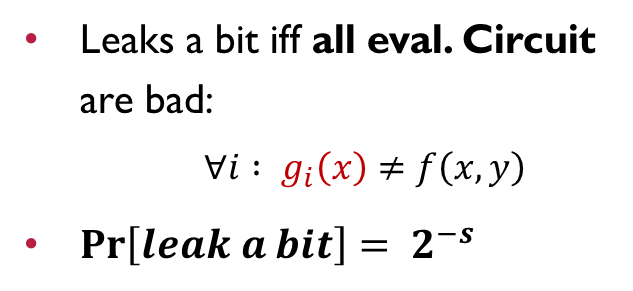 • Leaks a bit iff all eval. Circuit
are bad:
∀i : gᵢ(x) ≠ f(x, y)
• Pr[leak a bit] = 2⁻ˢ